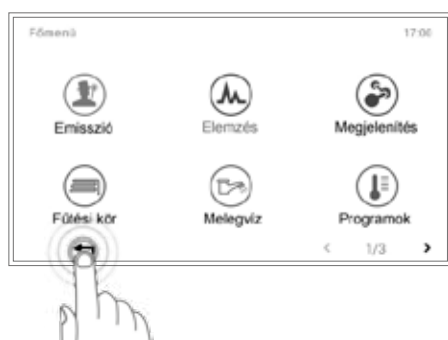 Főmenü 17:06
Emisszió Elemzés Megjelenítés
Fűtési kör Melegvíz Programok
< 1/3 >